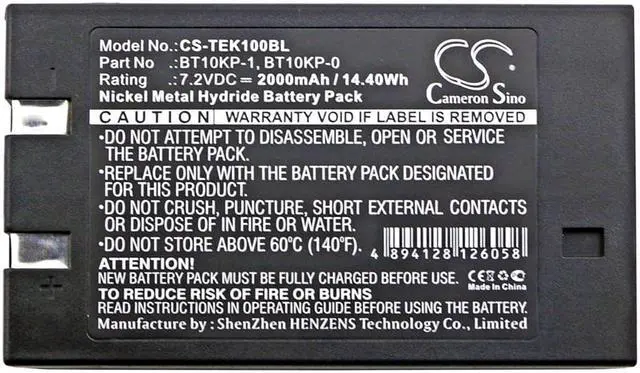 Model No.:CS-TEK100BL
Part No :BT10KP-1, BT10KP-0
Rating :7.2VDC⎓ 2000mAh / 14.40Wh
Nickel Metal Hydride Battery Pack
Cameron Sino
CAUTION WARRANTY VOID IF LABEL IS REMOVED
•DO NOT ATTEMPT TO DISASSEMBLE, OPEN OR SERVICE
THE BATTERY PACK.
•REPLACE ONLY WITH THE BATTERY PACK DESIGNATED
FOR THIS PRODUCT.
•DO NOT CRUSH, PUNCTURE, SHORT EXTERNAL CONTACTS
OR DISPOSE OF IN FIRE OR WATER.
•DO NOT STORE ABOVE 60°C (140°F).
4 894128 126058
ATTENTION!
NEW BATTERY PACK MUST BE FULLY CHARGED BEFORE USE.
TO REDUCE RISK OF FIRE OR BURNS
READ INSTRUCTIONS IN OPERATING GUIDE BEFORE USING BATTERY.
CE
Made In China
Manufacture by : ShenZhen HENZENS Technology Co., Limited